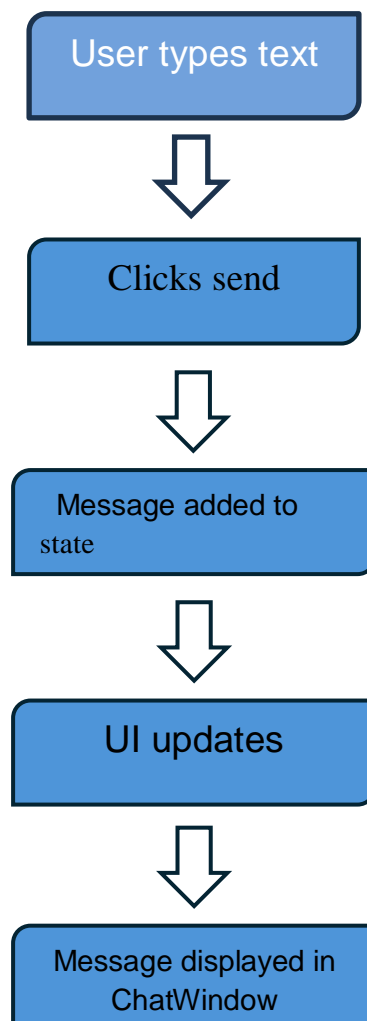 User types text
Clicks send
Message added to
state
UI updates
Message displayed in
ChatWindow